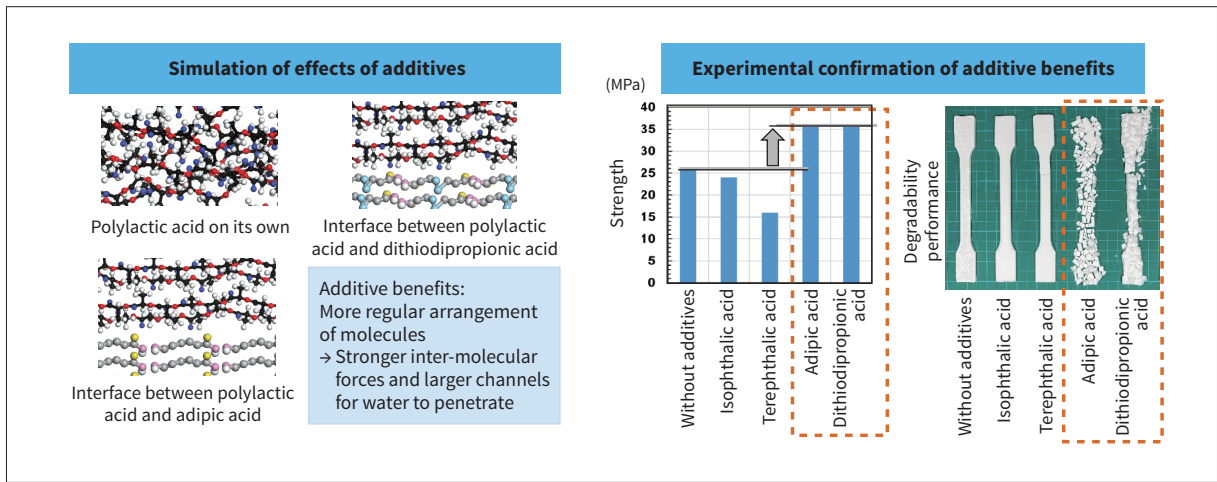 Simulation of effects of additives
Polylactic acid on its own
Interface between polylactic
acid and dithiodipropionic acid
Interface between polylactic
acid and adipic acid
Additive benefits:
More regular arrangement
of molecules
→ Stronger inter-molecular
forces and larger channels
for water to penetrate
Experimental confirmation of additive benefits
(MPa)
40
35
30
25
20
15
10
5
0
Strength
Without additives
Isophthalic acid
Terephthalic acid
Adipic acid
Dithiodipropionic
acid
Degradability
performance
Without additives
Isophthalic acid
Terephthalic acid
Adipic acid
Dithiodipropionic
acid